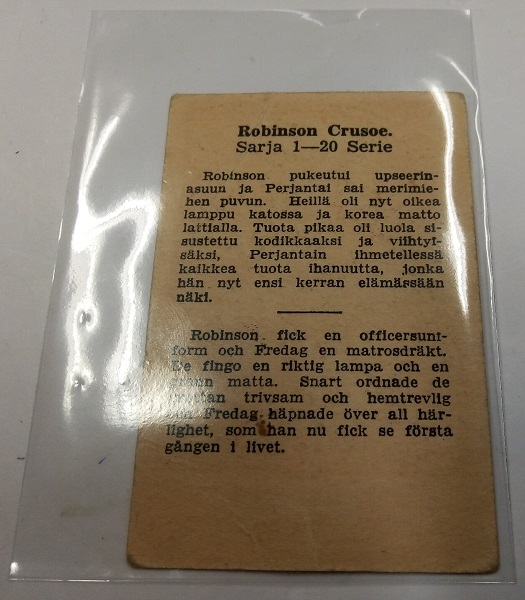 Robinson Crusoe.
Sarja 1—20 Serie
Robinson pukeutui upseerin-
asuun ja Perjantai sai merimie-
hen puvun. Heillä oli nyt oikea
lamppu katossa ja korea matto
lattialla. Tuota pikaa oli luola si-
sustettu kodikkaaksi ja viihtyi-
säksi, Perjantain ihmetellessä
kaikkea tuota ihanuutta, jonka
hän nyt ensi kerran elämässään
näki.
Robinson fick en officersuni-
form och Fredag en matrosdräkt.
De fingo en riktig lampa och en
matta. Snart ordnade de
trivsam och hemtrevlig
Fredag häpnade över all här-
lighet, som han nu fick se första
gången i livet.